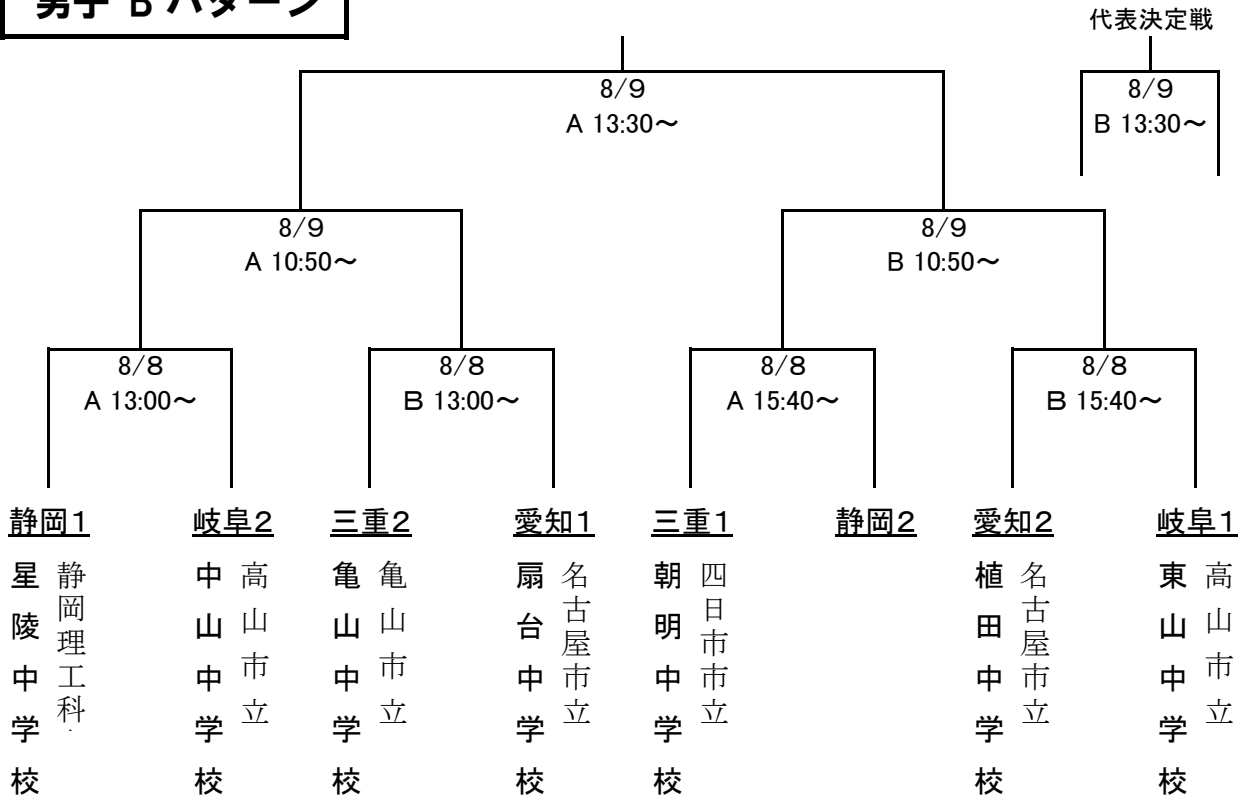 男子 B パターン
代表決定戦
8/9
A 13:30～
8/9
B 13:30～
8/9
A 10:50～
8/9
B 10:50～
8/8
A 13:00～
8/8
B 13:00～
8/8
A 15:40～
8/8
B 15:40～
静岡1
岐阜2
三重2
愛知1
三重1
静岡2
愛知2
岐阜1
静岡理工科
星陵中学校
高山市立
中山中学校
亀山市立
亀山中学校
名古屋市立
扇台中学校
四日市市立
朝明中学校
名古屋市立
植田中学校
高山市立
東山中学校